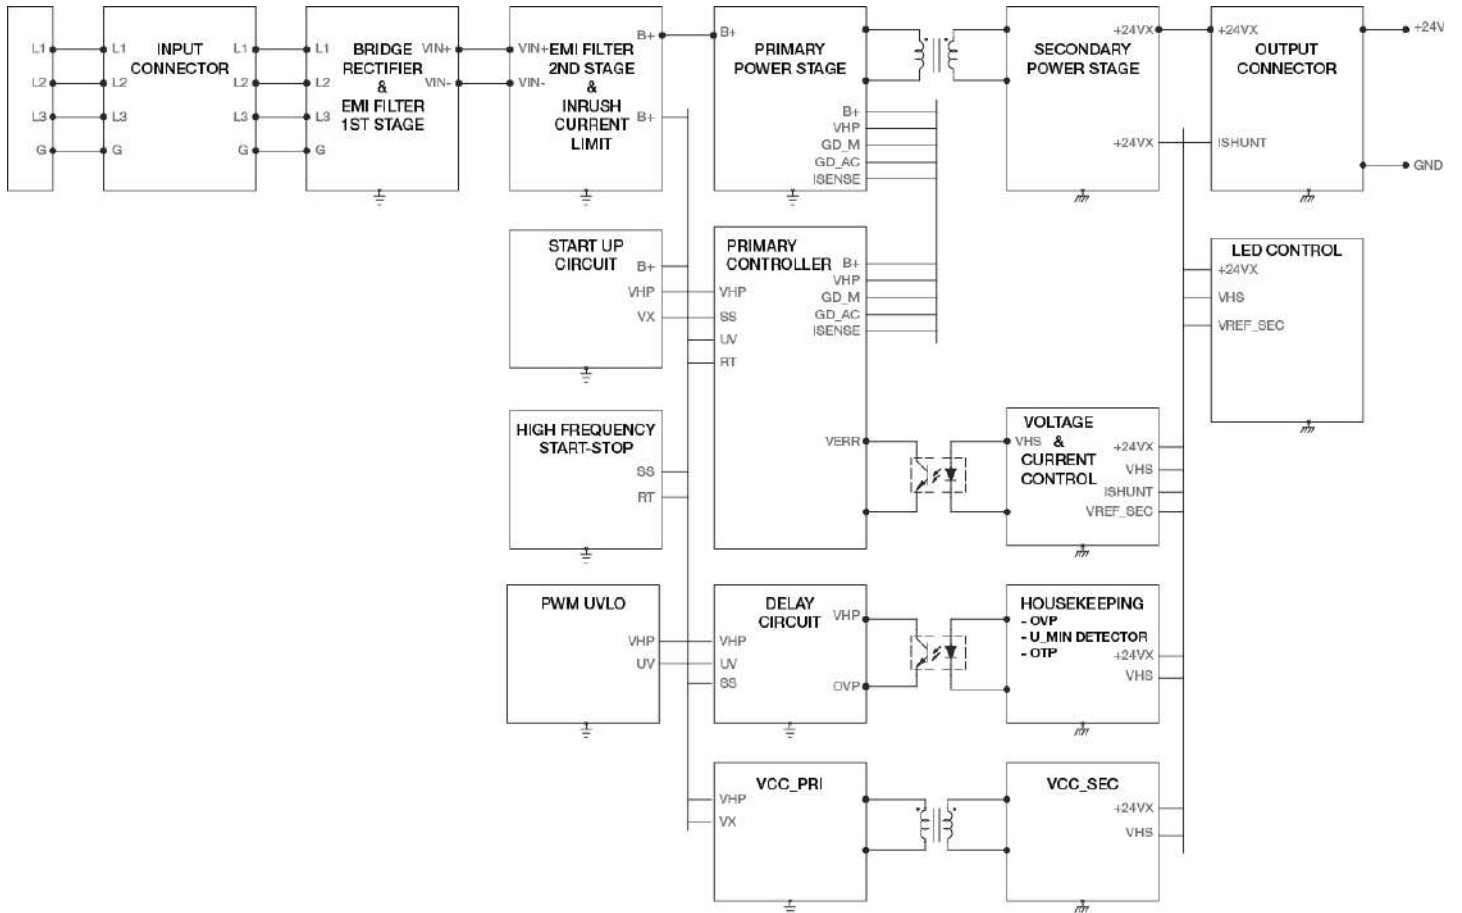 L1
L2
L3
G
INPUT
CONNECTOR
L1
L2
L3
G
L1
L2
L3
G
BRIDGE
RECTIFIER
&
EMI FILTER
1ST STAGE
L1
L2
L3
G
VIN+
VIN-
EMI FILTER
2ND STAGE
&
INRUSH
CURRENT
LIMIT
VIN+
VIN-
B+
B+
PRIMARY
POWER STAGE
B+
B+
VHP
GD_M
GD_AC
ISENSE
SECONDARY
POWER STAGE
+24VX
+24VX
OUTPUT
CONNECTOR
+24VX
ISHUNT
+24V
GND
START UP
CIRCUIT
B+
VHP
VX
PRIMARY
CONTROLLER
VHP
SS
UV
RT
B+
VHP
GD_M
GD_AC
ISENSE
VERR
LED CONTROL
+24VX
VHS
VREF_SEC
HIGH FREQUENCY
START-STOP
SS
RT
VOLTAGE
&
CURRENT
CONTROL
VHS
+24VX
VHS
ISHUNT
VREF_SEC
PWM UVLO
VHP
UV
DELAY
CIRCUIT
VHP
UV
SS
VHP
OVP
HOUSEKEEPING
- OVP
- U_MIN DETECTOR
- OTP
+24VX
VHS
VCC_PRI
VHP
VX
VCC_SEC
+24VX
VHS